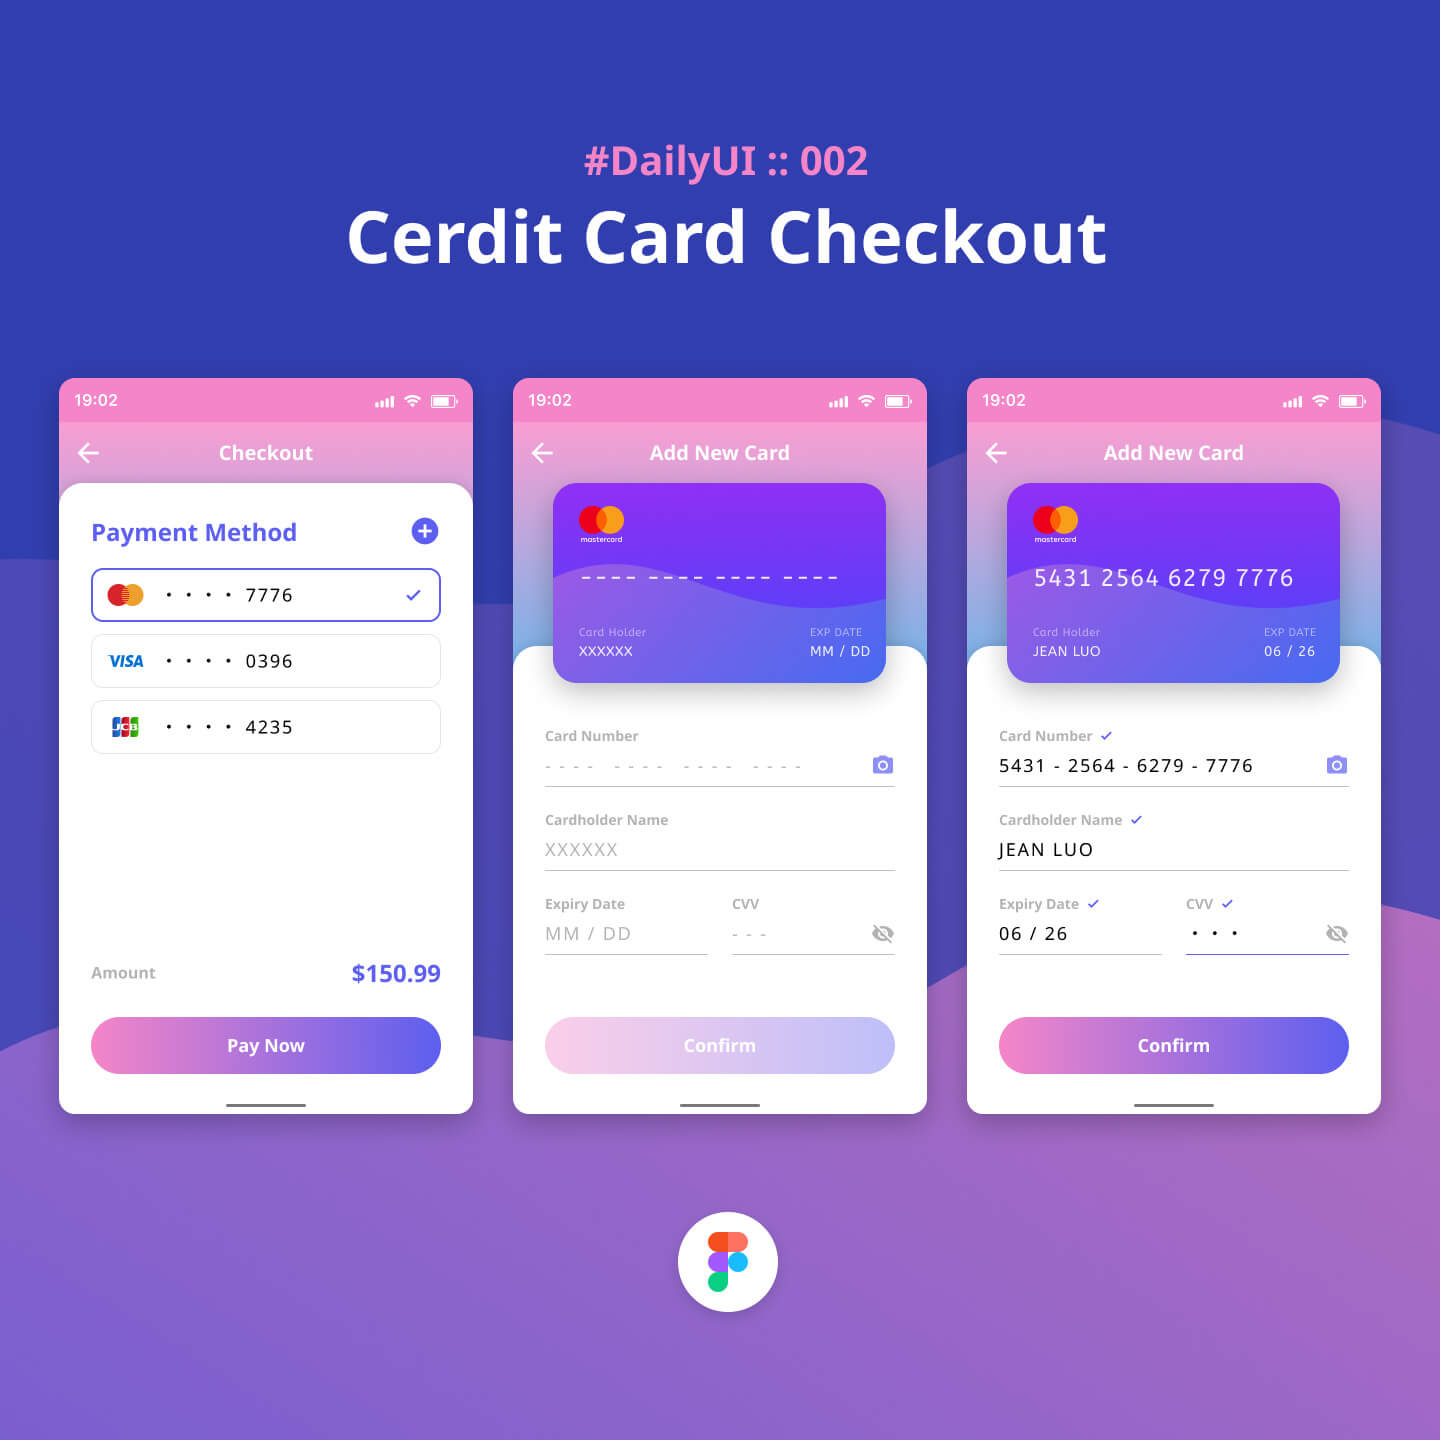 #DailyUI :: 002
Cerdit Card Checkout
19:02
Checkout
Payment Method
• • • • 7776
VISA • • • • 0396
JCB • • • • 4235
Amount $150.99
Pay Now
19:02
Add New Card
mastercard
---- ---- ---- ----
Card Holder EXP DATE
XXXXXX MM / DD
Card Number
---- ---- ---- ----
Cardholder Name
XXXXXX
Expiry Date CVV
MM / DD ---
Confirm
19:02
Add New Card
mastercard
5431 2564 6279 7776
Card Holder EXP DATE
JEAN LUO 06 / 26
Card Number
5431 - 2564 - 6279 - 7776
Cardholder Name
JEAN LUO
Expiry Date CVV
06 / 26 • • •
Confirm